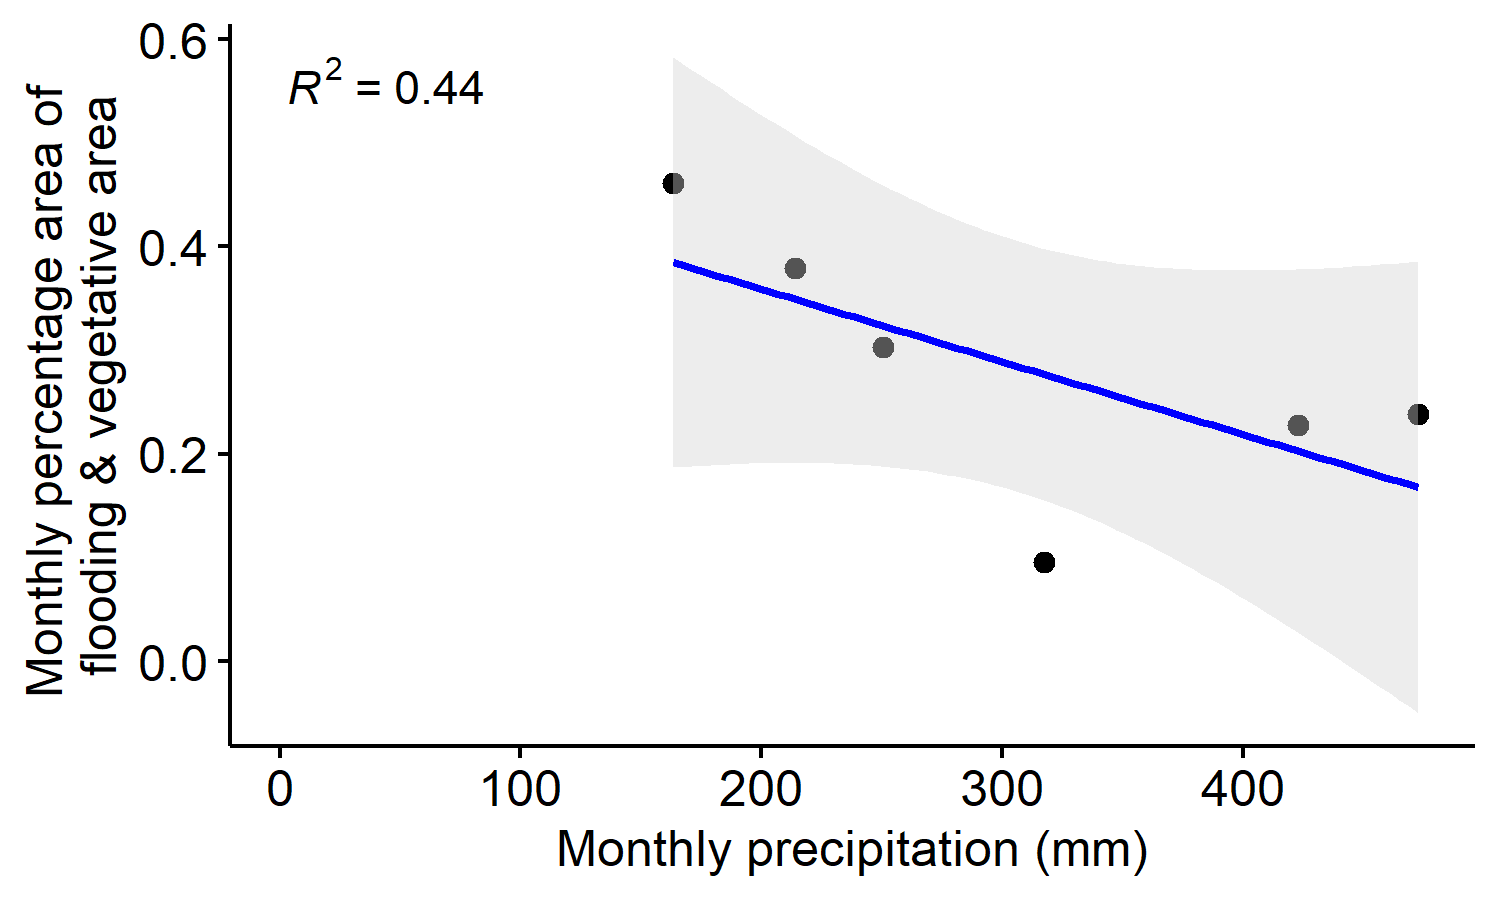 Monthly percentage area of
flooding & vegetative area
0.6
0.4
0.2
0.0
R² = 0.44
0
100
200
300
400
Monthly precipitation (mm)